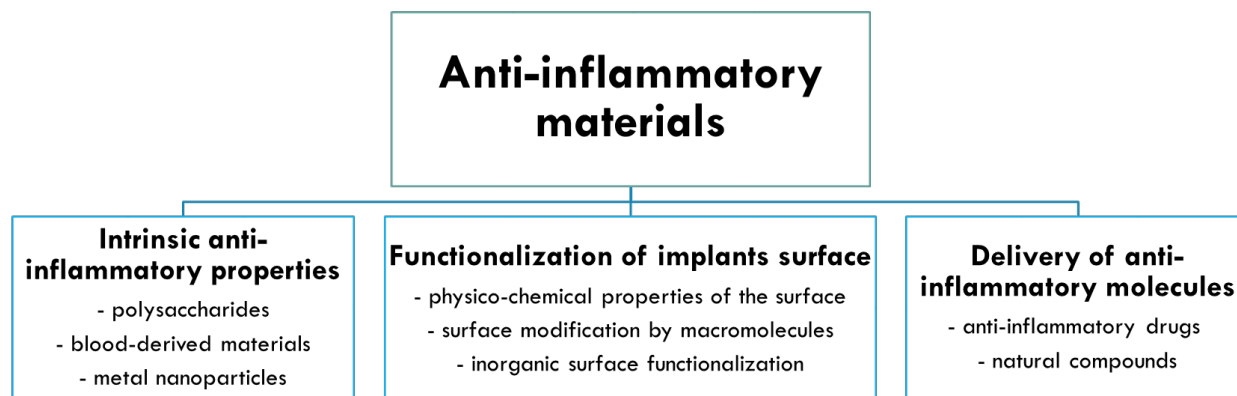 Anti-inflammatory
materials
Intrinsic anti-
inflammatory properties
- polysaccharides
- blood-derived materials
- metal nanoparticles
Functionalization of implants surface
- physico-chemical properties of the surface
- surface modification by macromolecules
- inorganic surface functionalization
Delivery of anti-
inflammatory molecules
- anti-inflammatory drugs
- natural compounds